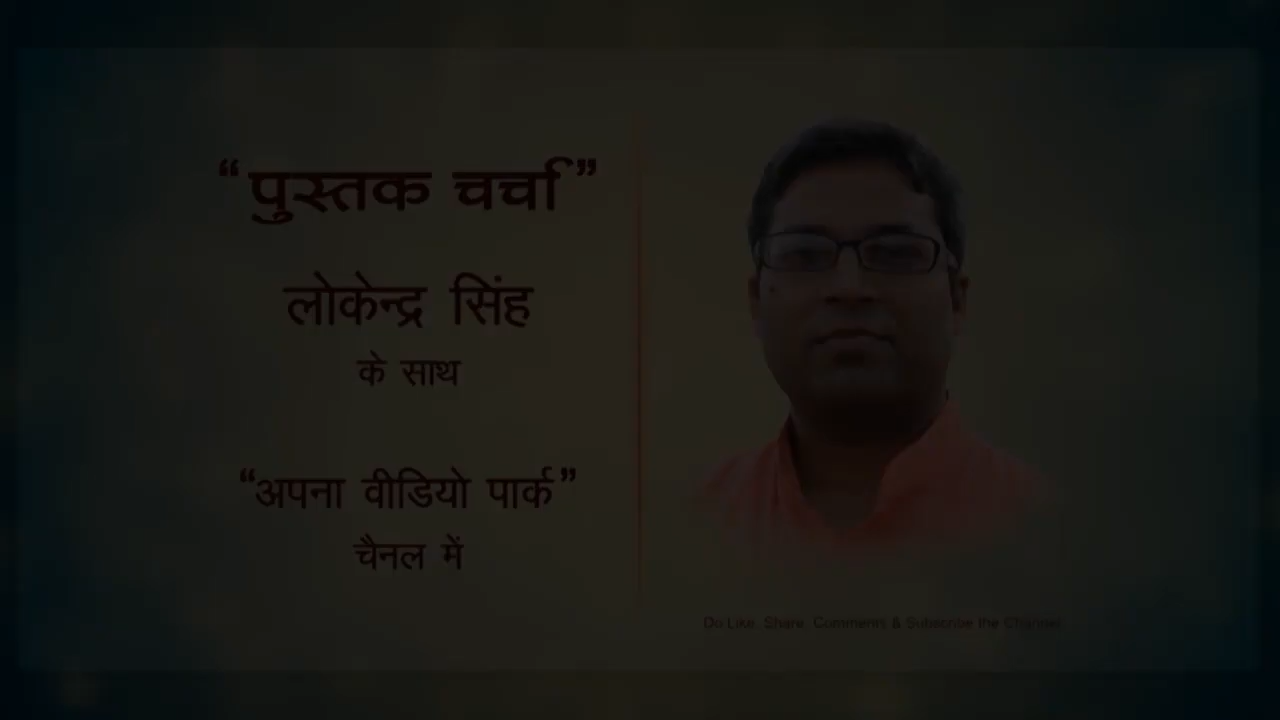 “पुस्तक चर्चा”
लोकेन्द्र सिंह
के साथ
“अपना वीडियो पार्क”
चैनल में
Do Like, Share, Comments & Subscribe the Channel